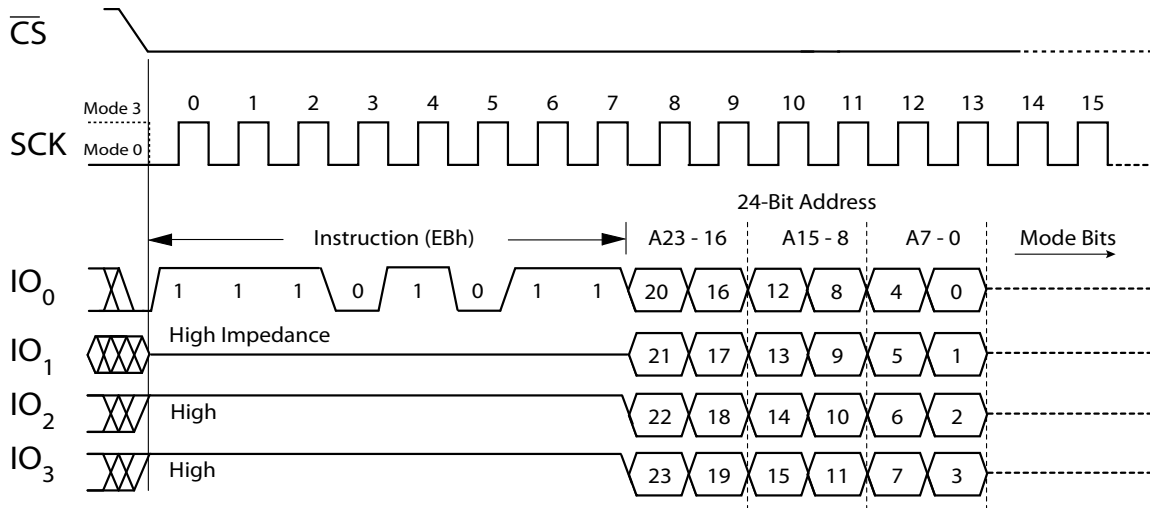 CS
Mode 3
SCK
Mode 0
0 1 2 3 4 5 6 7 8 9 10 11 12 13 14 15
24-Bit Address
Instruction (EBh) A23 - 16 A15 - 8 A7 - 0 Mode Bits
IO0 1 1 1 0 1 0 1 1 20 16 12 8 4 0
High Impedance
IO1 21 17 13 9 5 1
IO2 High 22 18 14 10 6 2
IO3 High 23 19 15 11 7 3